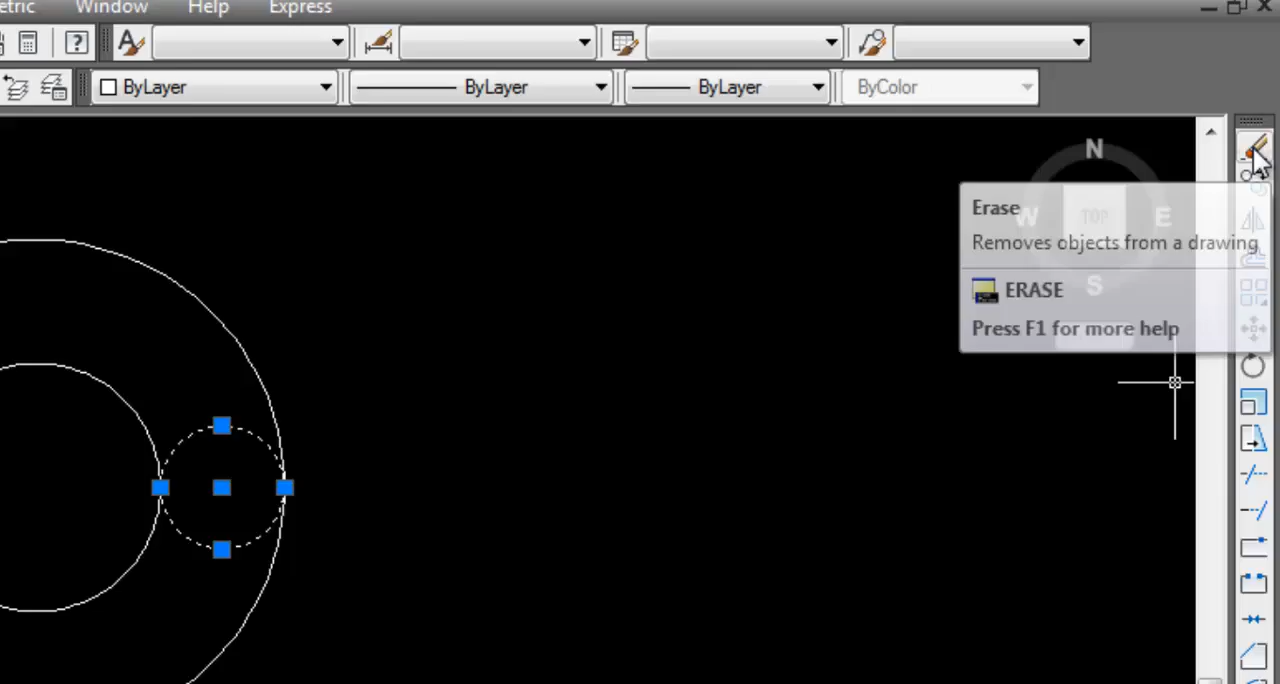 etric Window Help Express
?
ByLayer ByLayer ByLayer ByColor
N
Erase
W TOP E
Removes objects from a drawing
S
ERASE
Press F1 for more help